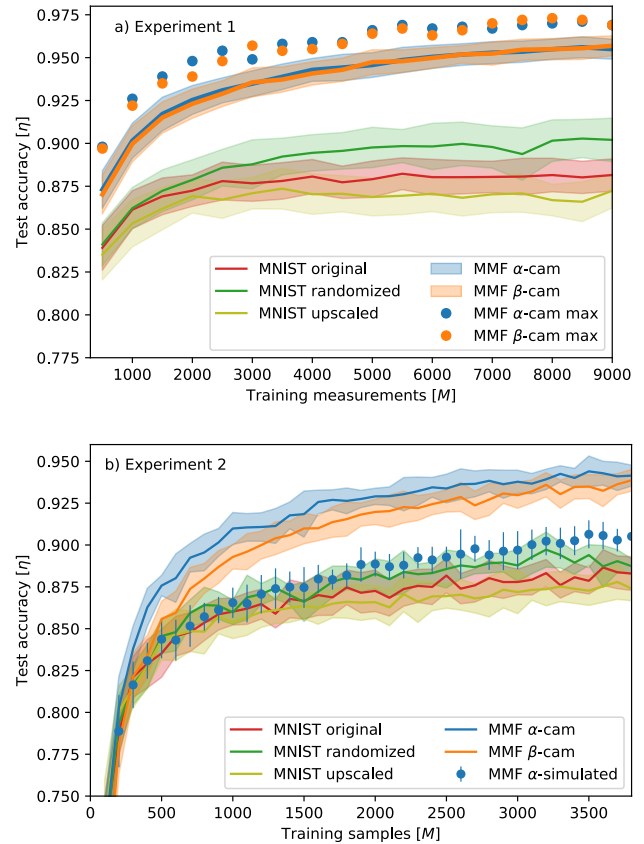 a) Experiment 1
Test accuracy [η]
0.975
0.950
0.925
0.900
0.875
0.850
0.825
0.800
0.775
MNIST original
MNIST randomized
MNIST upscaled
MMF α-cam
MMF β-cam
MMF α-cam max
MMF β-cam max
1000 2000 3000 4000 5000 6000 7000 8000 9000
Training measurements [M]
b) Experiment 2
Test accuracy [η]
0.950
0.925
0.900
0.875
0.850
0.825
0.800
0.775
0.750
MNIST original
MNIST randomized
MNIST upscaled
MMF α-cam
MMF β-cam
MMF α-simulated
0 500 1000 1500 2000 2500 3000 3500
Training samples [M]